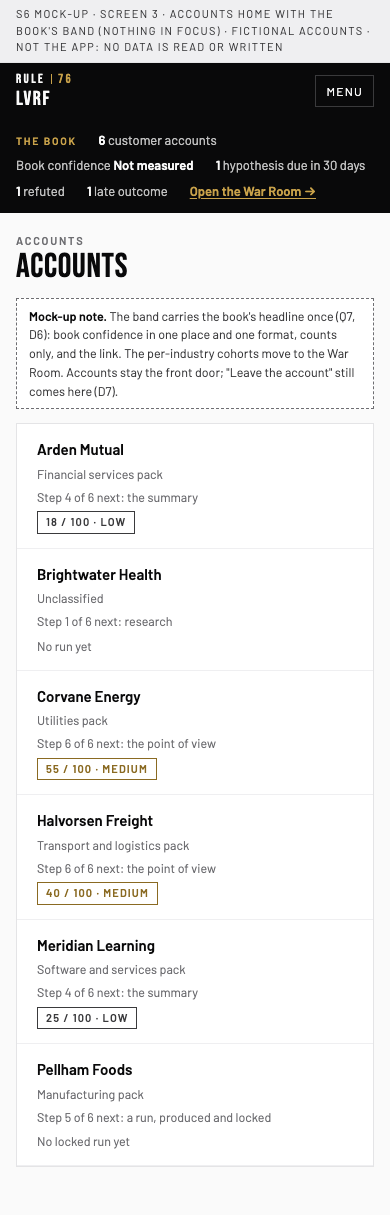 S6 MOCK-UP · SCREEN 3 · ACCOUNTS HOME WITH THE
BOOK'S BAND (NOTHING IN FOCUS) · FICTIONAL ACCOUNTS ·
NOT THE APP: NO DATA IS READ OR WRITTEN
RULE | 76
LVRF
MENU
THE BOOK 6 customer accounts
Book confidence Not measured 1 hypothesis due in 30 days
1 refuted 1 late outcome Open the War Room →
ACCOUNTS
ACCOUNTS
Mock-up note. The band carries the book's headline once (Q7,
D6): book confidence in one place and one format, counts
only, and the link. The per-industry cohorts move to the War
Room. Accounts stay the front door; "Leave the account" still
comes here (D7).
Arden Mutual
Financial services pack
Step 4 of 6 next: the summary
18 / 100 · LOW
Brightwater Health
Unclassified
Step 1 of 6 next: research
No run yet
Corvane Energy
Utilities pack
Step 6 of 6 next: the point of view
55 / 100 · MEDIUM
Halvorsen Freight
Transport and logistics pack
Step 6 of 6 next: the point of view
40 / 100 · MEDIUM
Meridian Learning
Software and services pack
Step 4 of 6 next: the summary
25 / 100 · LOW
Pellham Foods
Manufacturing pack
Step 5 of 6 next: a run, produced and locked
No locked run yet